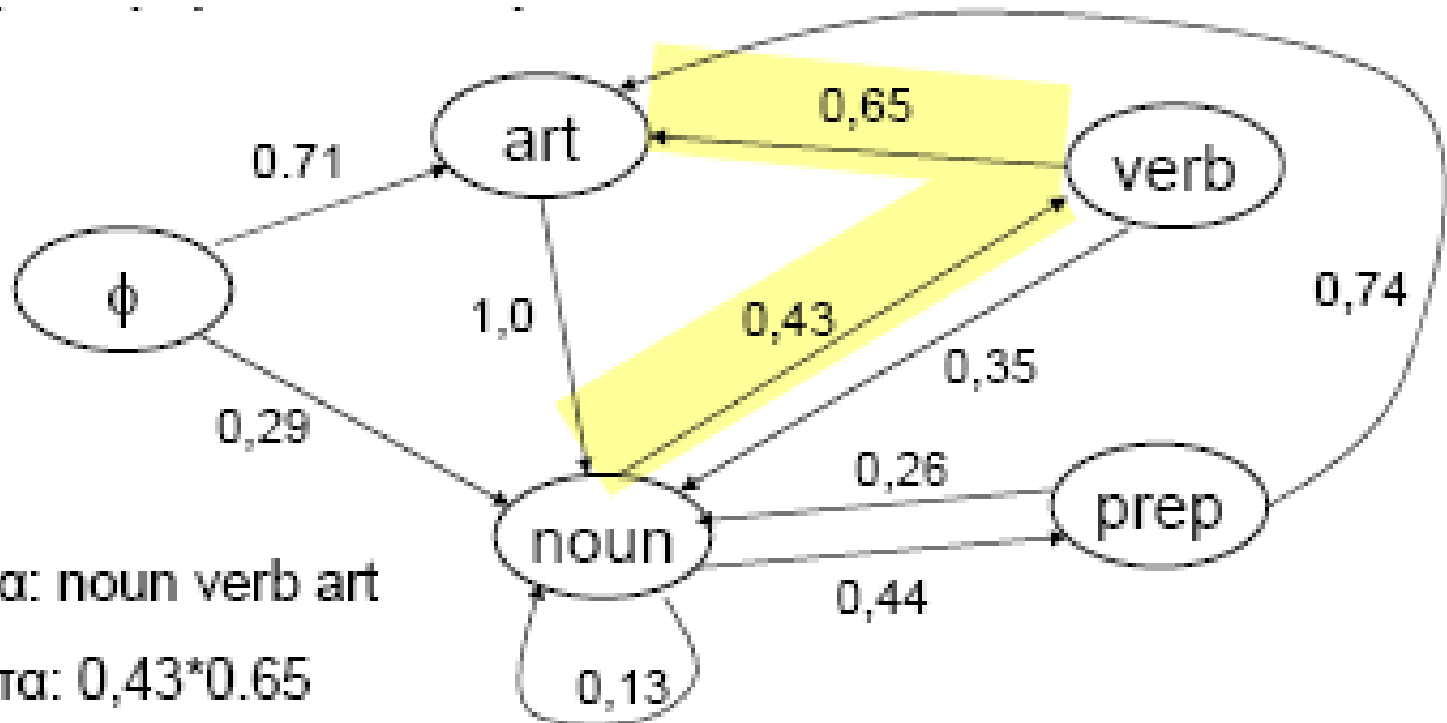 0,65
art
verb
0.71
ϕ
0,74
1,0
0,43
0,35
0,29
0,26
prep
noun
α: noun verb art
0,44
τα: 0,43*0.65
0,13